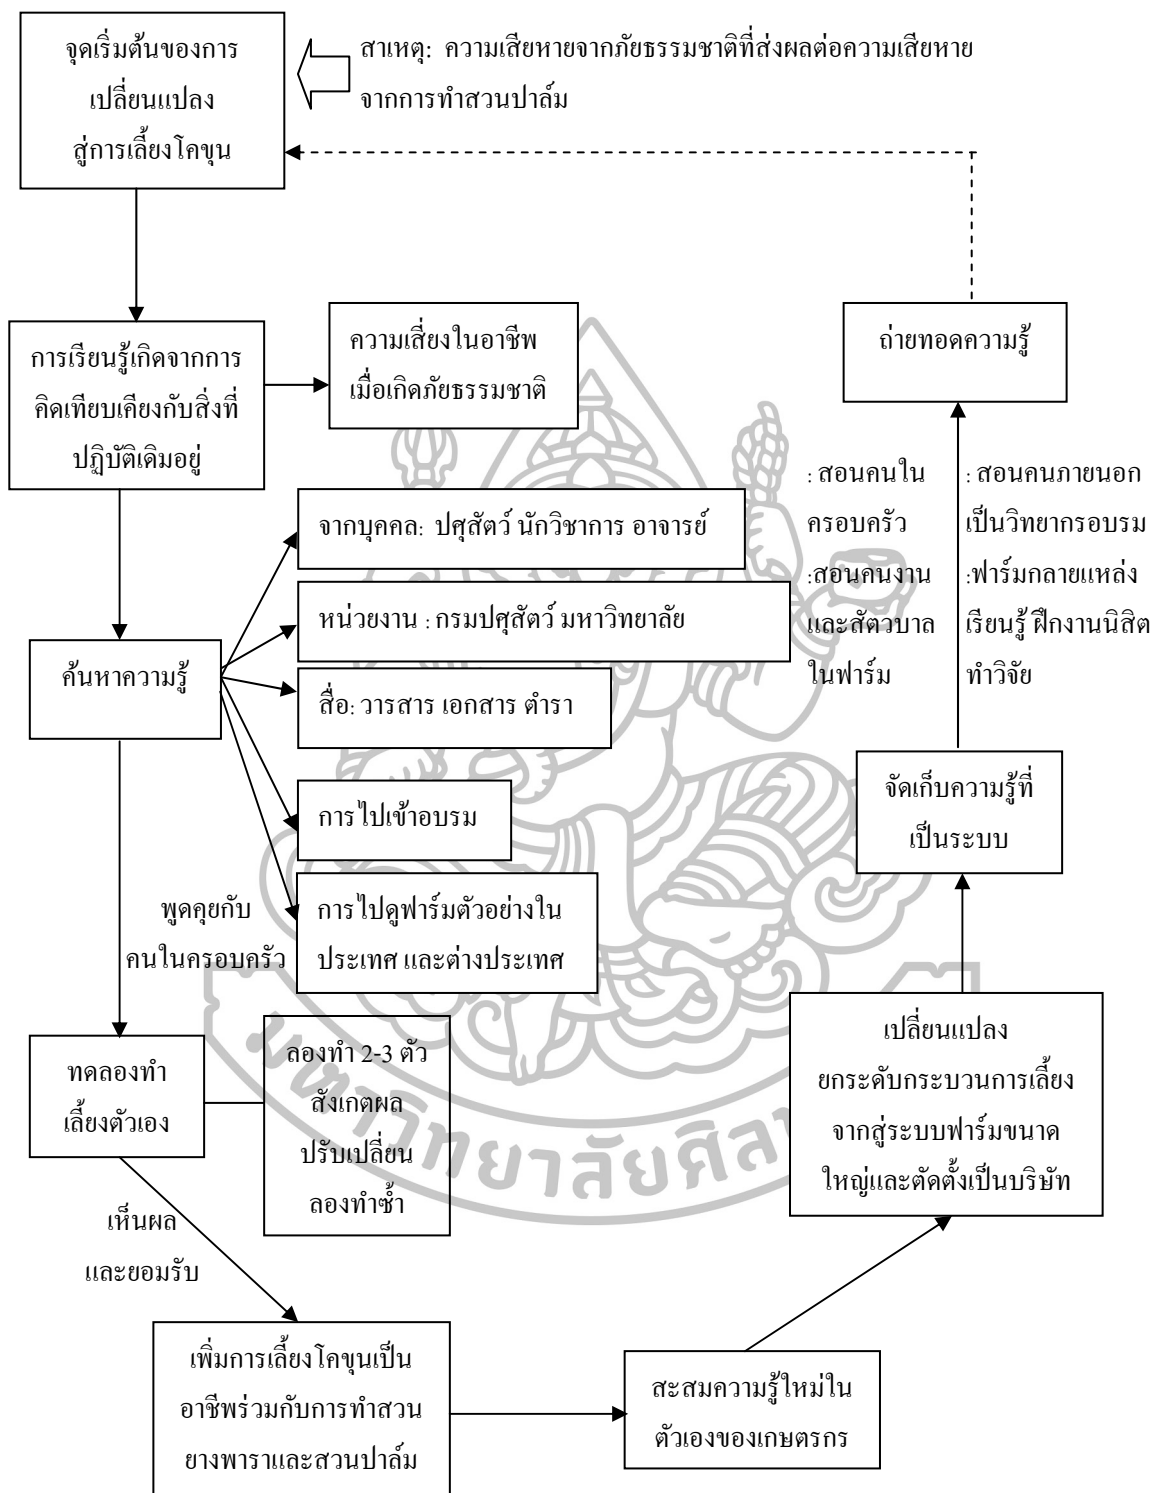 จุดเริ่มต้นของการ
เปลี่ยนแปลง
สู่การเลี้ยงโคขุน
สาเหตุ: ความเสียหายจากภัยธรรมชาติที่ส่งผลต่อความเสียหาย
จากการทำสวนปาล์ม
การเรียนรู้เกิดจากการ
คิดเทียบเคียงกับสิ่งที่
ปฏิบัติเดิมอยู่
ความเสี่ยงในอาชีพ
เมื่อเกิดภัยธรรมชาติ
ถ่ายทอดความรู้
: สอนคนใน
ครอบครัว
:สอนคนงาน
และสัตวบาล
ในฟาร์ม
: สอนคนภายนอก
เป็นวิทยากรอบรม
:ฟาร์มกลายแหล่ง
เรียนรู้ ฝึกงานนิสิต
ทำวิจัย
จากบุคคล: ปศุสัตว์ นักวิชาการ อาจารย์
หน่วยงาน : กรมปศุสัตว์ มหาวิทยาลัย
ค้นหาความรู้
สื่อ: วารสาร เอกสาร ตำรา
การไปเข้าอบรม
การไปดูฟาร์มตัวอย่างใน
ประเทศ และต่างประเทศ
จัดเก็บความรู้ที่
เป็นระบบ
พูดคุยกับ
คนในครอบครัว
ทดลองทำ
เลี้ยงตัวเอง
ลองทำ 2-3 ตัว
สังเกตผล
ปรับเปลี่ยน
ลองทำซ้ำ
เปลี่ยนแปลง
ยกระดับกระบวนการเลี้ยง
จากสู่ระบบฟาร์มขนาด
ใหญ่และตัดตั้งเป็นบริษัท
เห็นผล
และยอมรับ
เพิ่มการเลี้ยงโคขุนเป็น
อาชีพร่วมกับการทำสวน
ยางพาราและสวนปาล์ม
สะสมความรู้ใหม่ใน
ตัวเองของเกษตรกร
มหาวิทยาลัยศิล